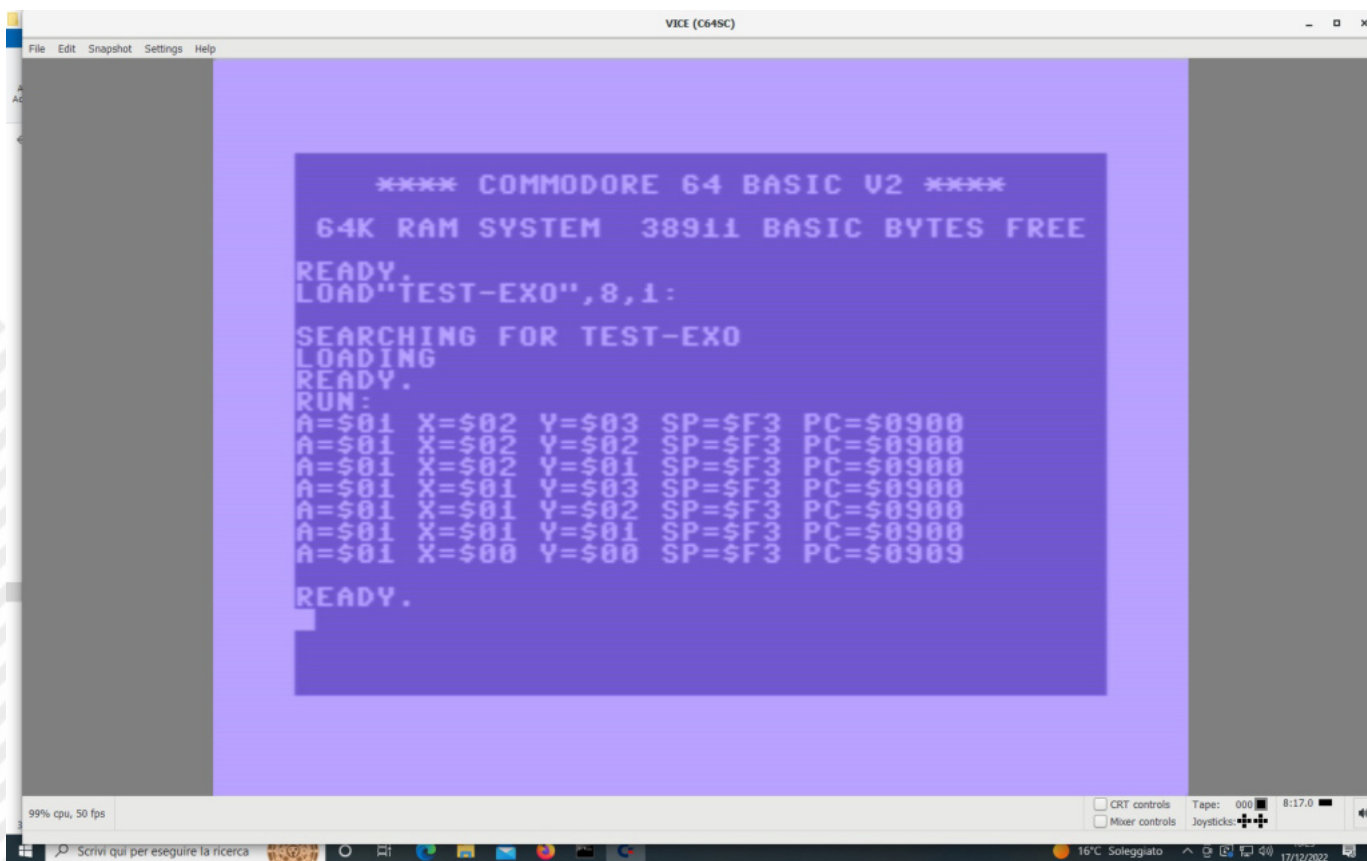 VICE (C64SC)
File Edit Snapshot Settings Help
**** COMMODORE 64 BASIC V2 ****
64K RAM SYSTEM 38911 BASIC BYTES FREE
READY.
LOAD"TEST-EXO",8,1:
SEARCHING FOR TEST-EXO
LOADING
READY.
RUN:
A=$01 X=$02 Y=$03 SP=$F3 PC=$0900
A=$01 X=$02 Y=$02 SP=$F3 PC=$0900
A=$01 X=$02 Y=$01 SP=$F3 PC=$0900
A=$01 X=$01 Y=$03 SP=$F3 PC=$0900
A=$01 X=$01 Y=$02 SP=$F3 PC=$0900
A=$01 X=$01 Y=$01 SP=$F3 PC=$0900
A=$01 X=$00 Y=$00 SP=$F3 PC=$0909
READY.
99% cpu, 50 fps
CRT controls Tape: 000 8:17.0
Mixer controls Joysticks:
Scrivi qui per eseguire la ricerca
16°C Soleggiato
17/12/2022